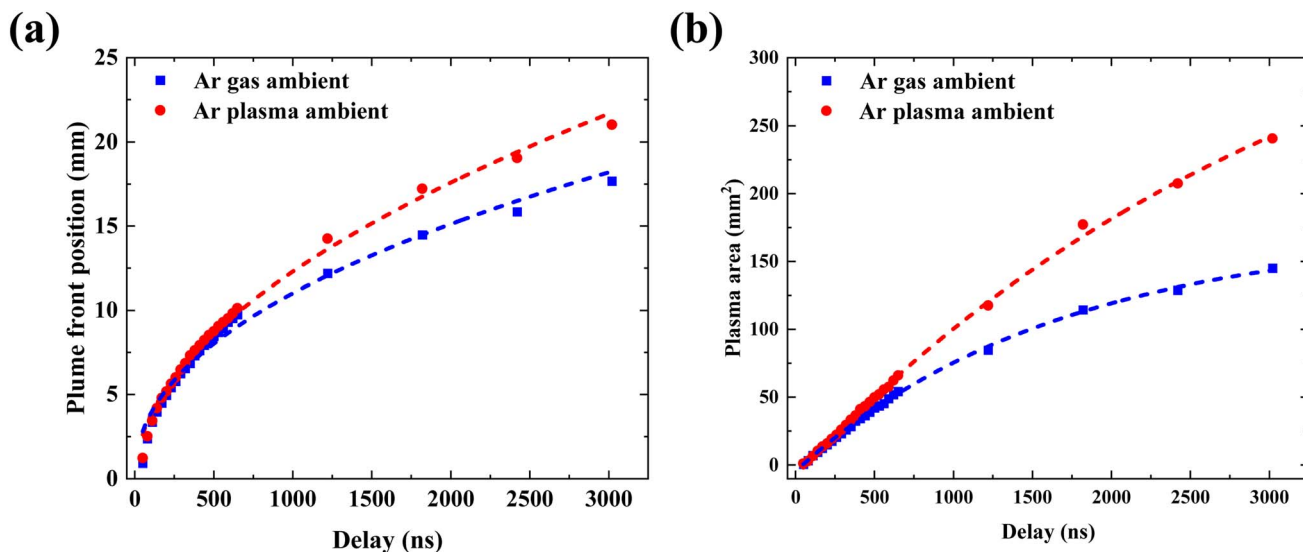 (a)
25
20
15
10
5
0
Plume front position (mm)
Ar gas ambient
Ar plasma ambient
0 500 1000 1500 2000 2500 3000
Delay (ns)
(b)
300
250
200
150
100
50
0
Plasma area (mm²)
Ar gas ambient
Ar plasma ambient
0 500 1000 1500 2000 2500 3000
Delay (ns)